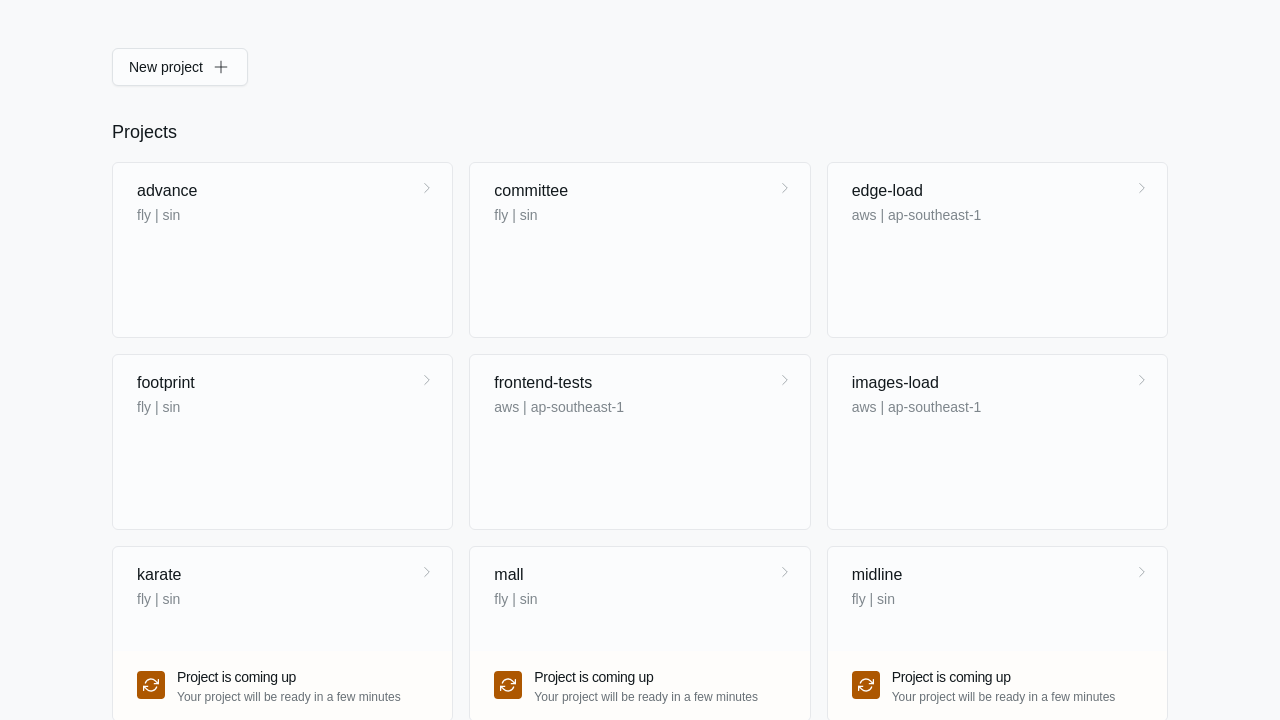 New project
Projects
advance
fly | sin
committee
fly | sin
edge-load
aws | ap-southeast-1
footprint
fly | sin
frontend-tests
aws | ap-southeast-1
images-load
aws | ap-southeast-1
karate
fly | sin
Project is coming up
Your project will be ready in a few minutes
mall
fly | sin
Project is coming up
Your project will be ready in a few minutes
midline
fly | sin
Project is coming up
Your project will be ready in a few minutes